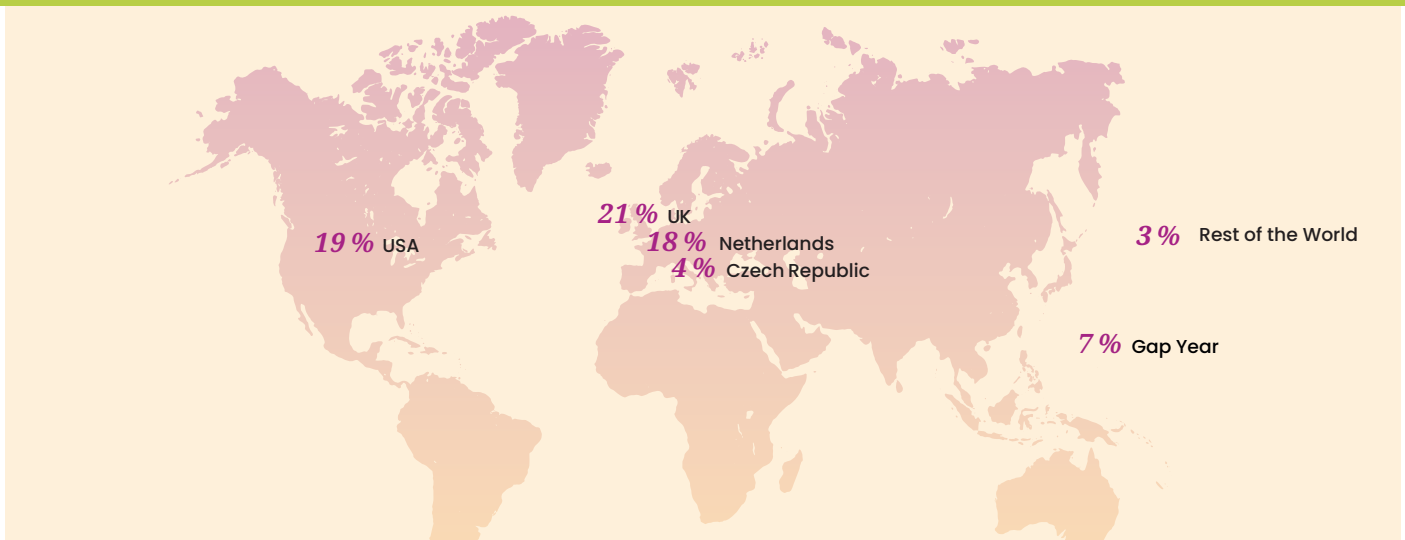 21 % UK
19 % USA
18 % Netherlands
3 % Rest of the World
4 % Czech Republic
7 % Gap Year